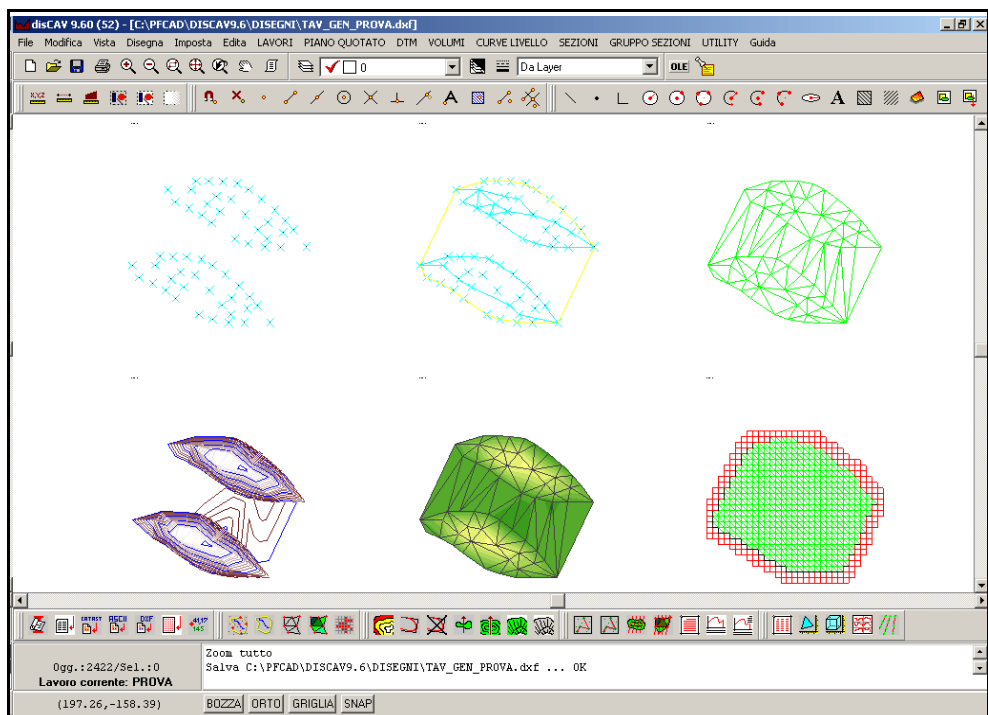 disCAV 9.60 (52) - [C:\PFCAD\DISCAV9.6\DISEGNI\TAV_GEN_PROVA.dxf]
File Modifica Vista Disegna Imposta Edita LAVORI PIANO QUOTATO DTM VOLUMI CURVE LIVELLO SEZIONI GRUPPO SEZIONI UTILITY Guida
0 Da Layer OLE
X,Y,Z A A
CATAST ASCII DXF
Zoom tutto
Salva C:\PFCAD\DISCAV9.6\DISEGNI\TAV_GEN_PROVA.dxf ... OK
Ogg.:2422/Sel.:0
Lavoro corrente: PROVA
(197.26,-158.39) BOZZA ORTO GRIGLIA SNAP